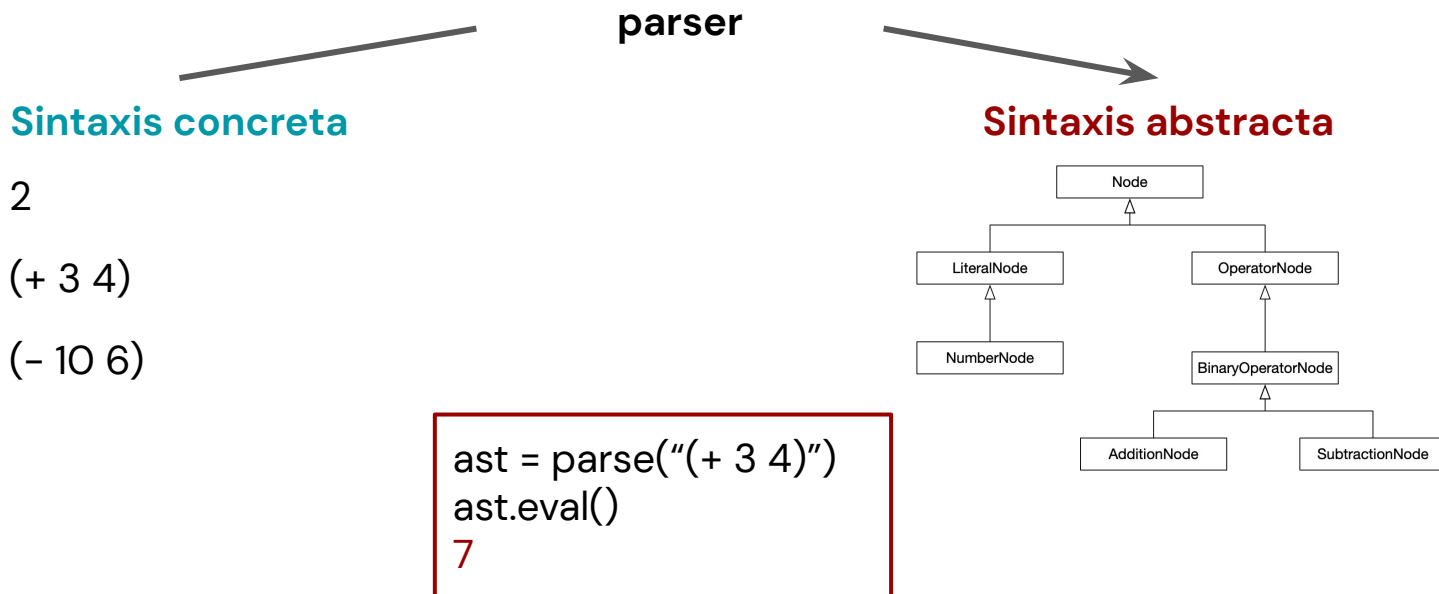 parser
Sintaxis concreta
2
(+ 3 4)
(- 10 6)
Sintaxis abstracta
Node
LiteralNode
OperatorNode
NumberNode
BinaryOperatorNode
AdditionNode
SubtractionNode
ast = parse(“(+ 3 4)”)
ast.eval()
7